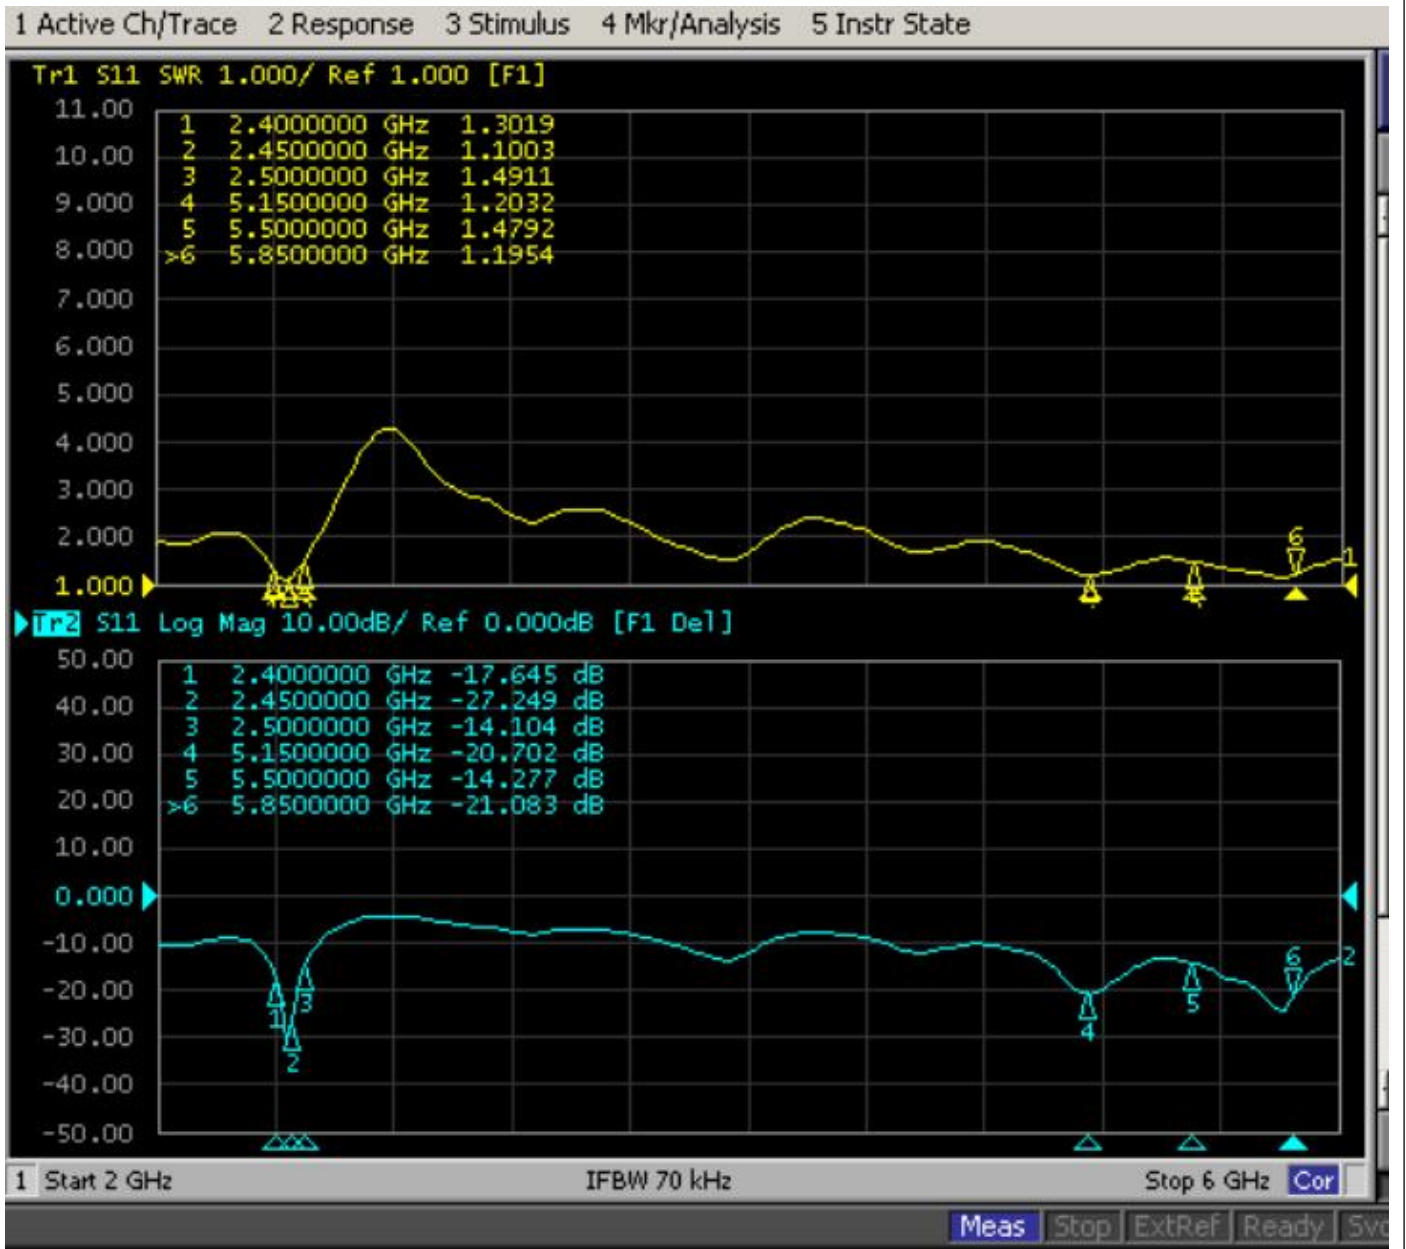 1 Active Ch/Trace 2 Response 3 Stimulus 4 Mkr/Analysis 5 Instr State
Tr1 S11 SWR 1.000/ Ref 1.000 [F1]
11.00
10.00
9.000
8.000
7.000
6.000
5.000
4.000
3.000
2.000
1.000
1 2.4000000 GHz 1.3019
2 2.4500000 GHz 1.1003
3 2.5000000 GHz 1.4911
4 5.1500000 GHz 1.2032
5 5.5000000 GHz 1.4792
>6 5.8500000 GHz 1.1954
6
1
Tr2 S11 Log Mag 10.00dB/ Ref 0.000dB [F1 Del]
50.00
40.00
30.00
20.00
10.00
0.000
-10.00
-20.00
-30.00
-40.00
-50.00
1 2.4000000 GHz -17.645 dB
2 2.4500000 GHz -27.249 dB
3 2.5000000 GHz -14.104 dB
4 5.1500000 GHz -20.702 dB
5 5.5000000 GHz -14.277 dB
>6 5.8500000 GHz -21.083 dB
1
2
3
4
5
6
2
1 Start 2 GHz IFBW 70 kHz Stop 6 GHz Cor
Meas Stop ExtRef Ready